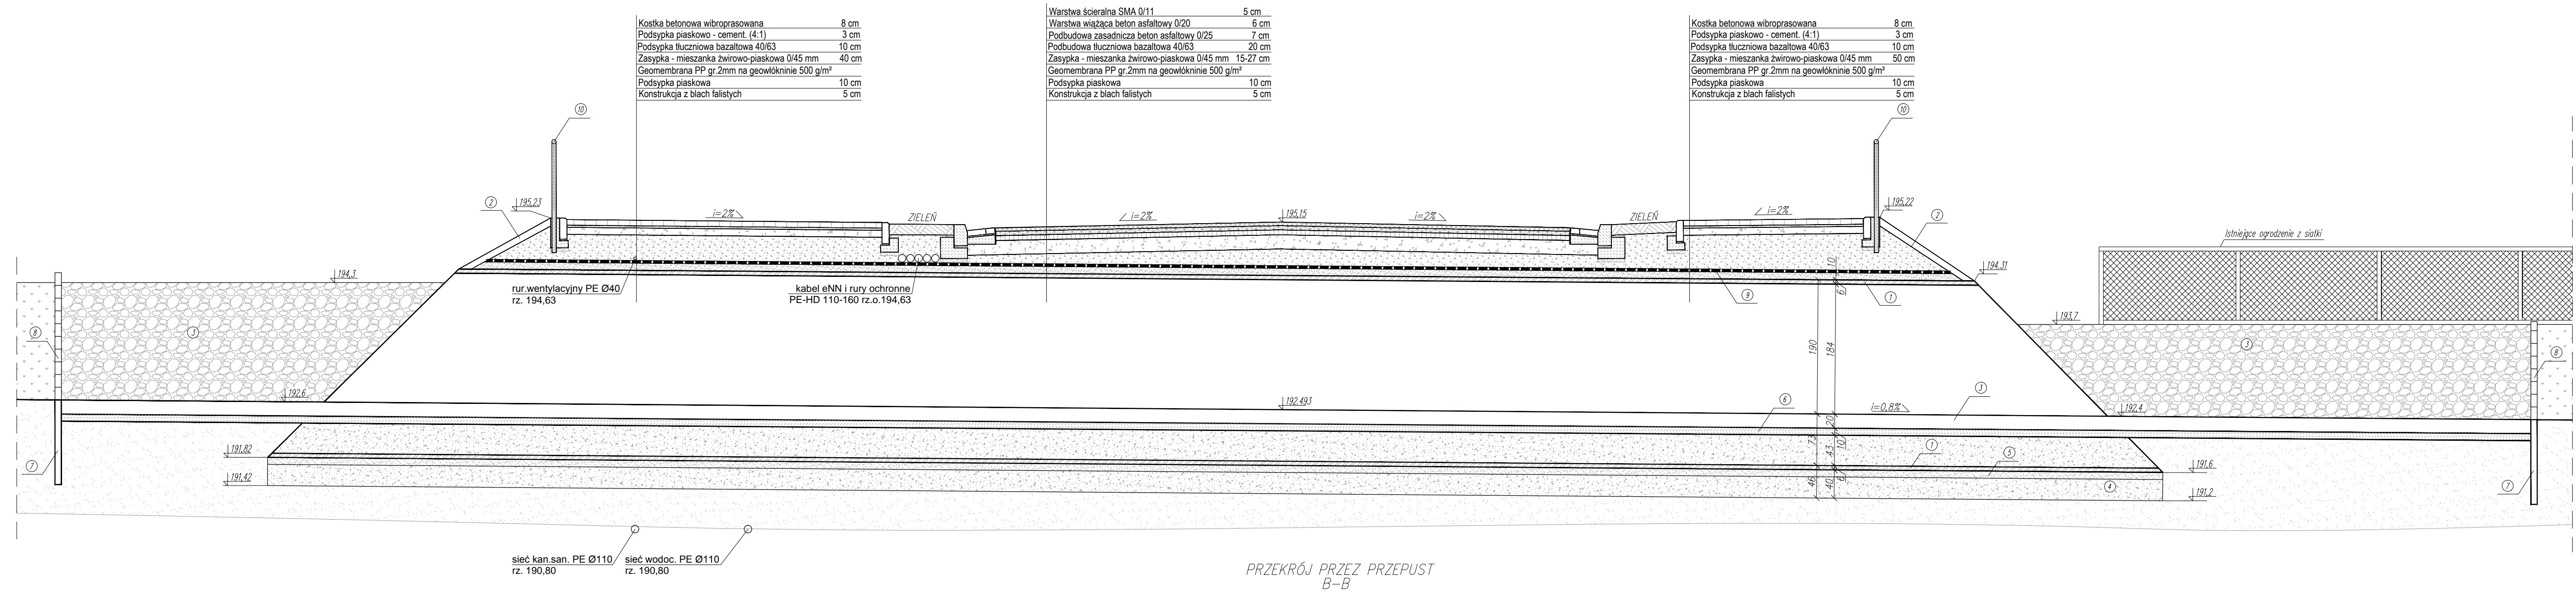 Kostka betonowa wibroprasowana 8 cm
Podsypka piaskowo - cement. (4:1) 3 cm
Podsypka tłuczniowa bazaltowa 40/63 10 cm
Zasypka - mieszanka żwirowo-piaskowa 0/45 mm 40 cm
Geomembrana PP gr.2mm na geowłókninie 500 g/m²
Podsypka piaskowa 10 cm
Konstrukcja z blach falistych 5 cm
Warstwa ścieralna SMA 0/11 5 cm
Warstwa wiążąca beton asfaltowy 0/20 6 cm
Podbudowa zasadnicza beton asfaltowy 0/25 7 cm
Podbudowa tłuczniowa bazaltowa 40/63 20 cm
Zasypka - mieszanka żwirowo-piaskowa 0/45 mm 15-27 cm
Geomembrana PP gr.2mm na geowłókninie 500 g/m²
Podsypka piaskowa 10 cm
Konstrukcja z blach falistych 5 cm
Kostka betonowa wibroprasowana 8 cm
Podsypka piaskowo - cement. (4:1) 3 cm
Podsypka tłuczniowa bazaltowa 40/63 10 cm
Zasypka - mieszanka żwirowo-piaskowa 0/45 mm 50 cm
Geomembrana PP gr.2mm na geowłókninie 500 g/m²
Podsypka piaskowa 10 cm
Konstrukcja z blach falistych 5 cm
10
10
2
195,23
i=2%
ZIELEŃ
i=2%
195,15
i=2%
ZIELEŃ
i=2%
195,22
2
Istniejące ogrodzenie z siatki
194,3
rur.wentylacyjny PE Ø40
rz. 194,63
kabel eNN i rury ochronne
PE-HD 110-160 rz.o.194,63
10
6
9
1
194,31
193,7
8
3
190
184
3
8
192,6
192,493
6
i=0,8%
3
192,4
20
73
10
43
1
5
191,82
191,42
7
46
40
6
4
191,6
191,2
7
sieć kan.san. PE Ø110
rz. 190,80
sieć wodoc. PE Ø110
rz. 190,80
PRZEKRÓJ PRZEZ PRZEPUST
B-B